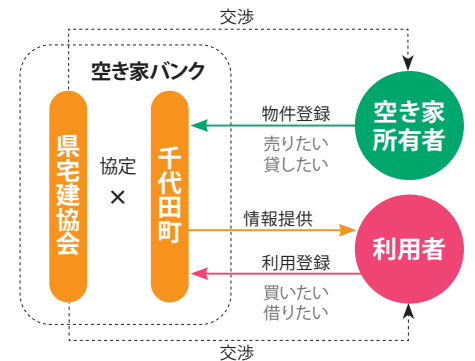 交渉
空き家バンク
県宅建協会
協定
×
千代田町
物件登録
売りたい
貸したい
空き家
所有者
情報提供
利用者
利用登録
買いたい
借りたい
交渉